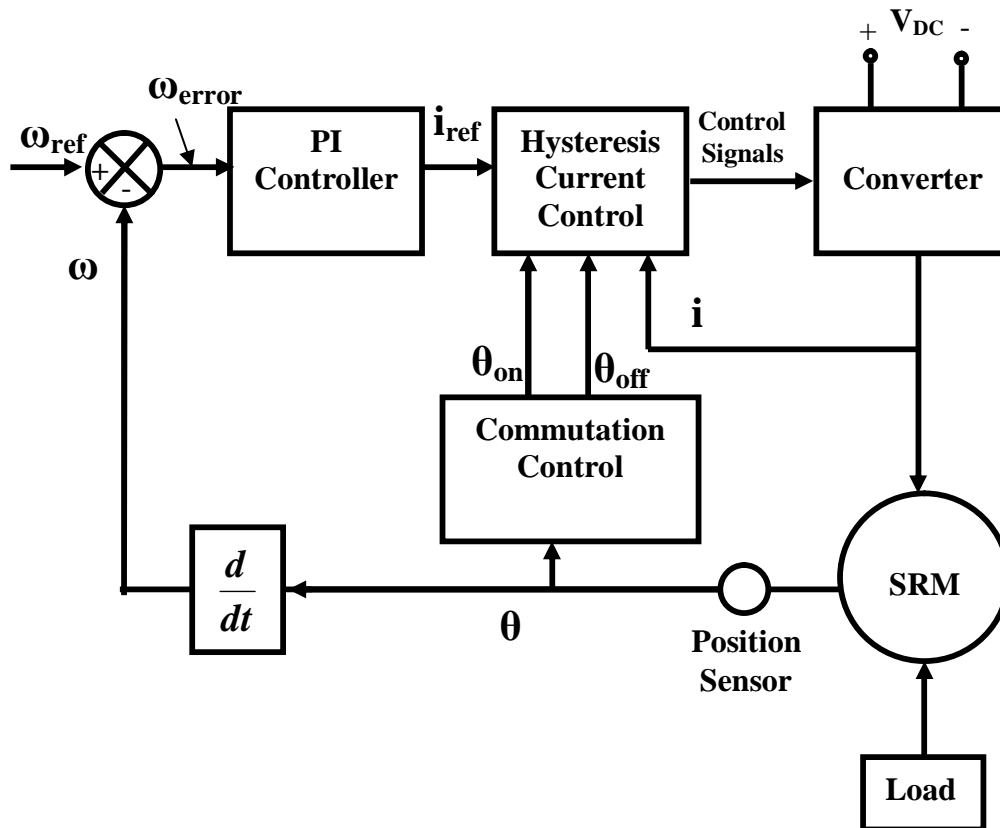 V_DC
+ -
ω_error
ω_ref
+
-
PI
Controller
i_ref
Hysteresis
Current
Control
Control
Signals
Converter
ω
i
θ_on
θ_off
Commutation
Control
d
dt
θ
Position
Sensor
SRM
Load